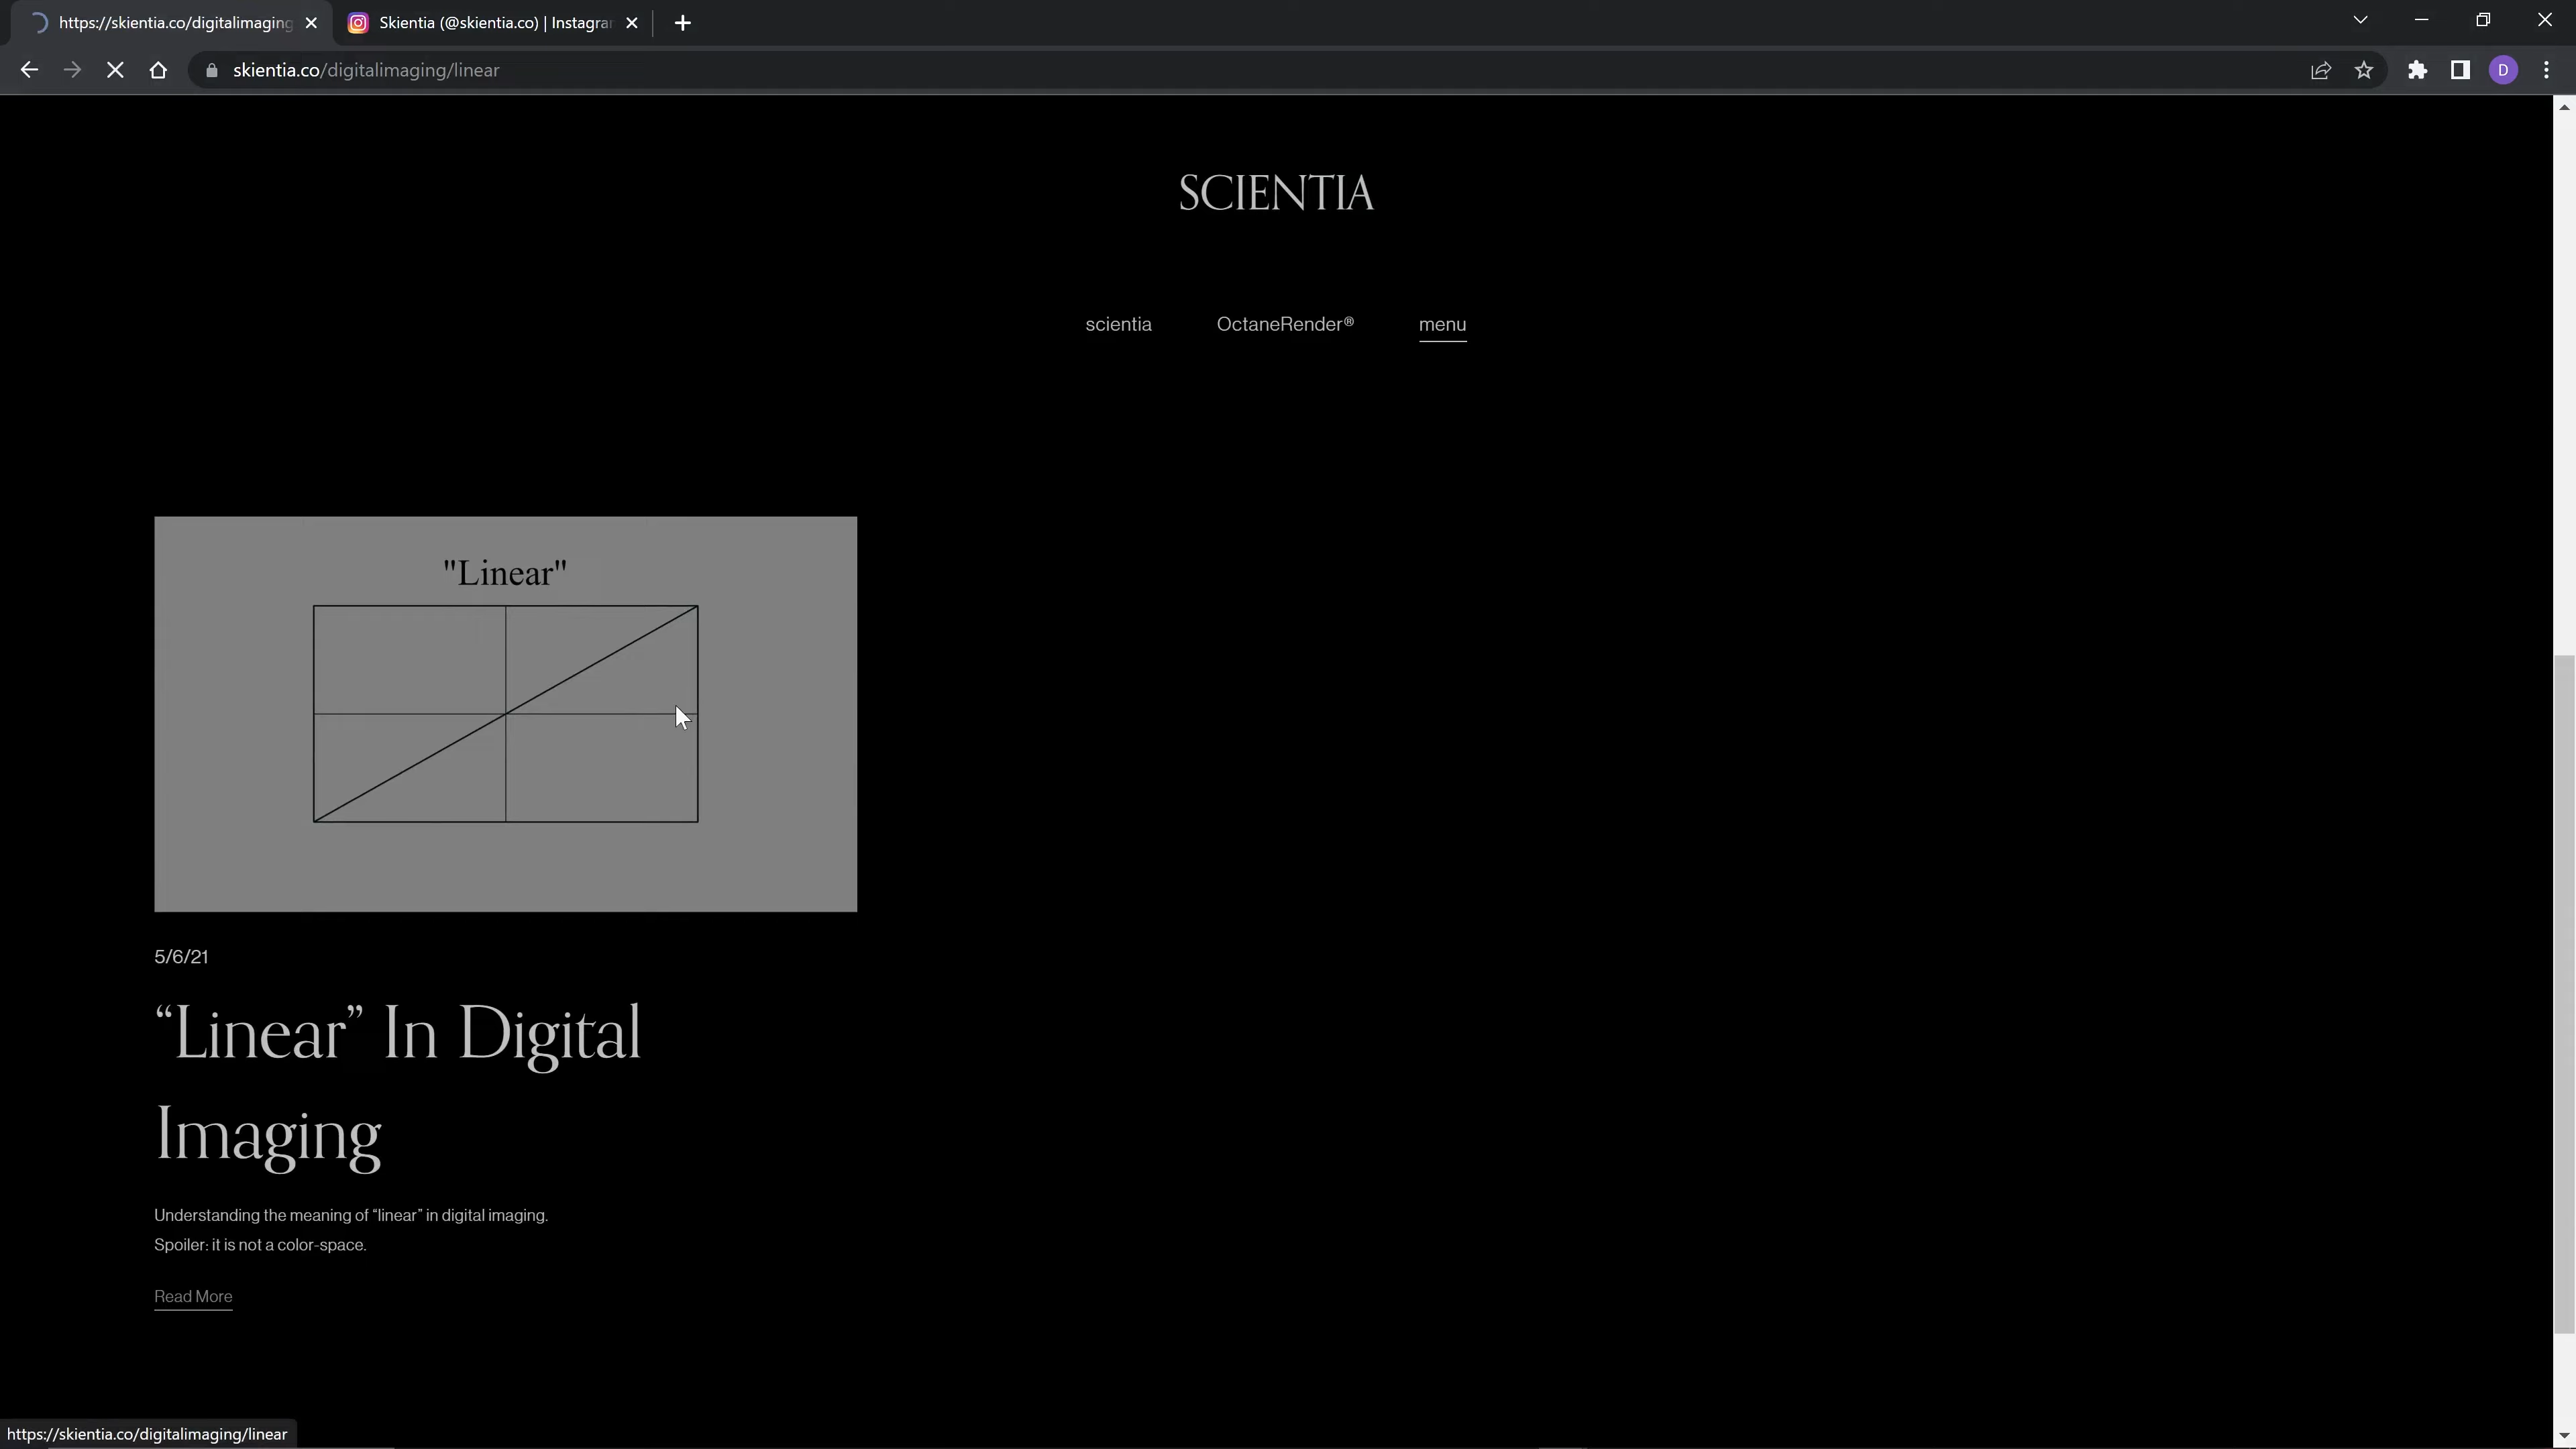 https://skientia.co/digitalimaging
Skientia (@skientia.co) | Instagra
skientia.co/digitalimaging/linear
D
SCIENTIA
scientia
OctaneRender®
menu
"Linear"
5/6/21
“Linear” In Digital
Imaging
Understanding the meaning of “linear” in digital imaging.
Spoiler: it is not a color-space.
Read More
https://skientia.co/digitalimaging/linear